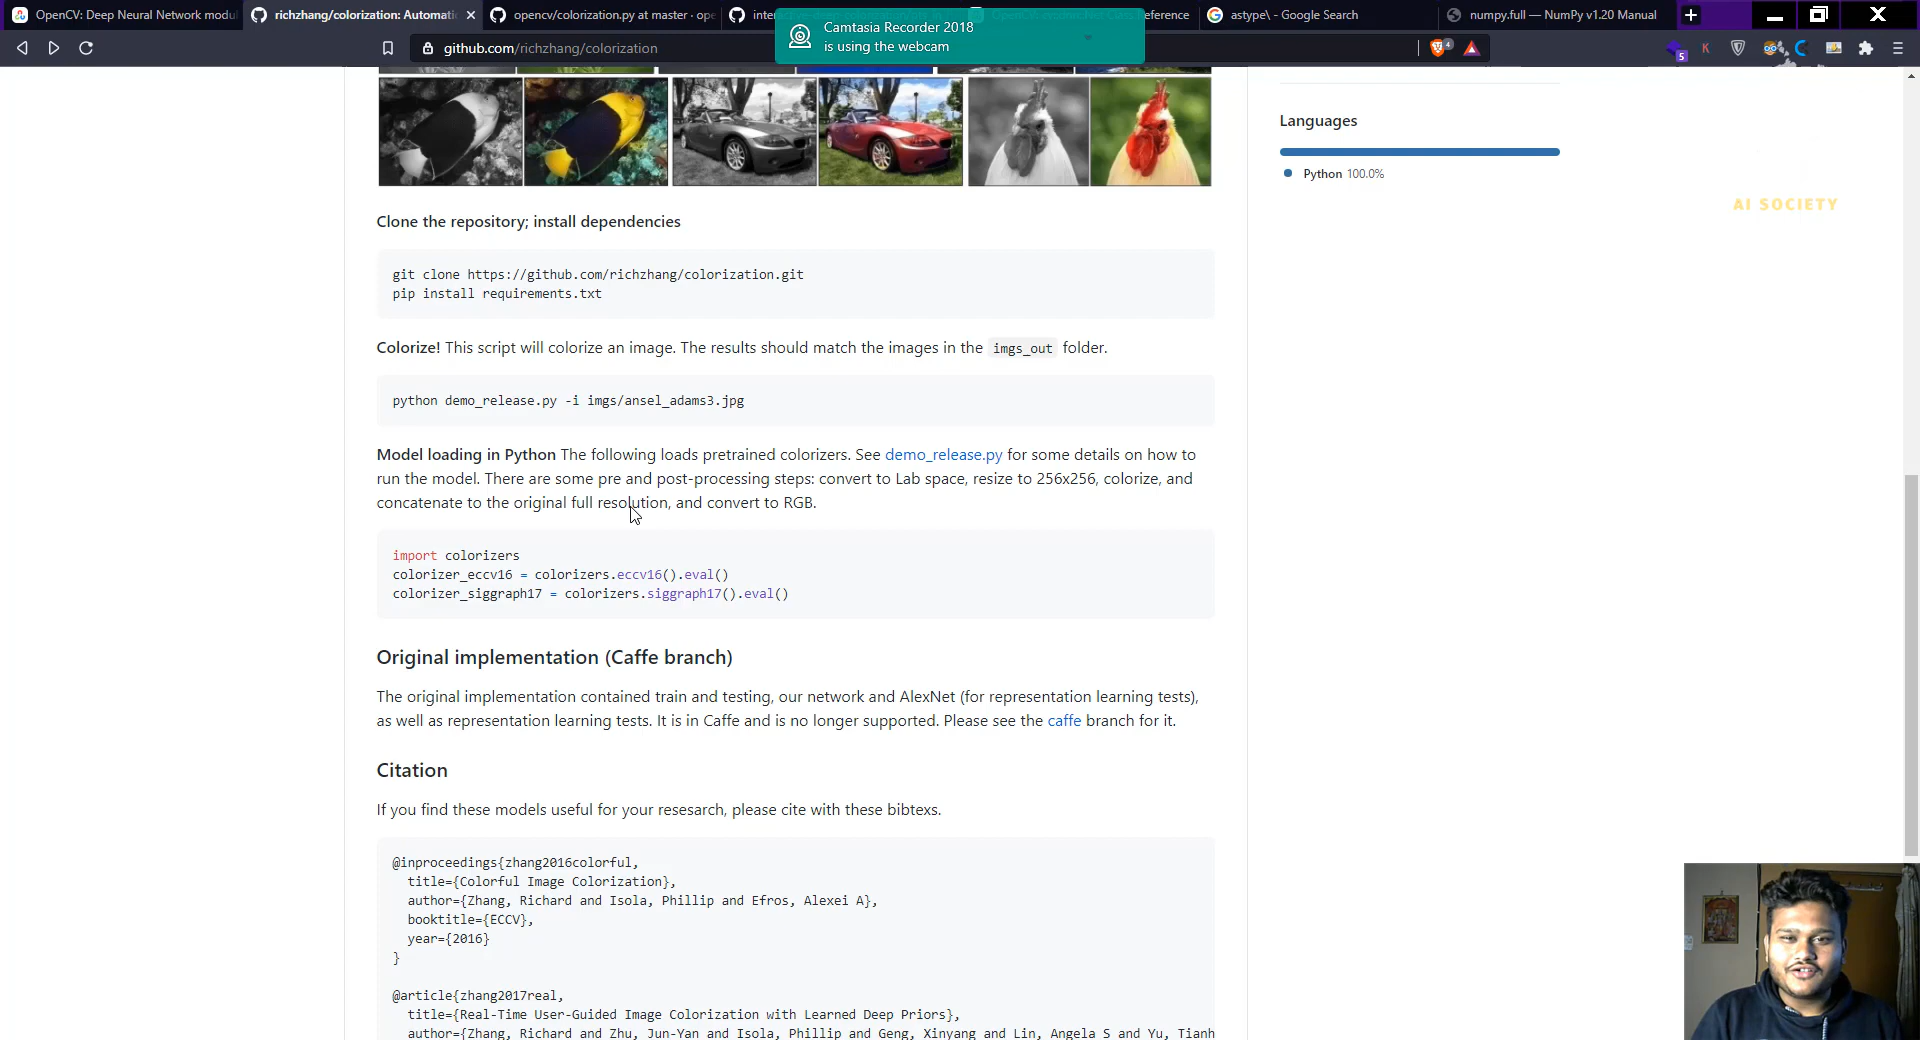 OpenCV: Deep Neural Network modul
richzhang/colorization: Automatic
opencv/colorization.py at master · ope
astype\ - Google Search
numpy.full — NumPy v1.20 Manual
github.com/richzhang/colorization
Camtasia Recorder 2018
is using the webcam
4
5
Clone the repository; install dependencies
git clone https://github.com/richzhang/colorization.git
pip install requirements.txt
Colorize! This script will colorize an image. The results should match the images in the imgs_out folder.
python demo_release.py -i imgs/ansel_adams3.jpg
Model loading in Python The following loads pretrained colorizers. See demo_release.py for some details on how to
run the model. There are some pre and post-processing steps: convert to Lab space, resize to 256x256, colorize, and
concatenate to the original full resolution, and convert to RGB.
import colorizers
colorizer_eccv16 = colorizers.eccv16().eval()
colorizer_siggraph17 = colorizers.siggraph17().eval()
Original implementation (Caffe branch)
The original implementation contained train and testing, our network and AlexNet (for representation learning tests),
as well as representation learning tests. It is in Caffe and is no longer supported. Please see the caffe branch for it.
Citation
If you find these models useful for your resesarch, please cite with these bibtexs.
@inproceedings{zhang2016colorful,
title={Colorful Image Colorization},
author={Zhang, Richard and Isola, Phillip and Efros, Alexei A},
booktitle={ECCV},
year={2016}
}
@article{zhang2017real,
title={Real-Time User-Guided Image Colorization with Learned Deep Priors},
author={Zhang, Richard and Zhu, Jun-Yan and Isola, Phillip and Geng, Xinyang and Lin, Angela S and Yu, Tianh
Languages
Python 100.0%
AI SOCIETY